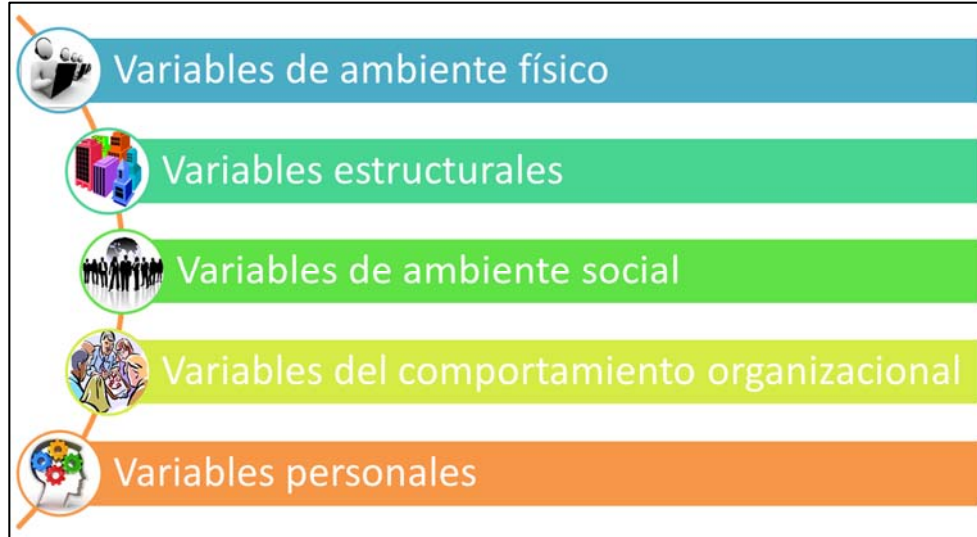 Variables de ambiente físico
Variables estructurales
Variables de ambiente social
Variables del comportamiento organizacional
Variables personales